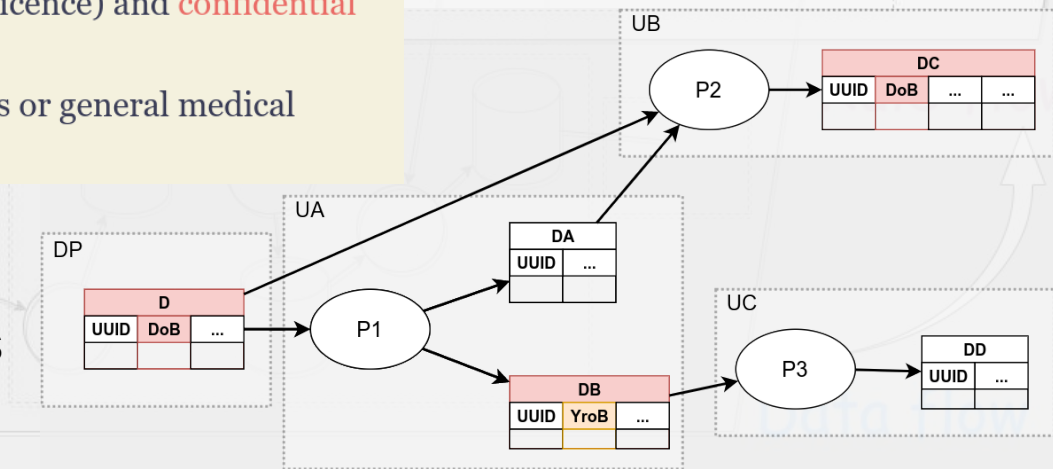 icence) and confidential
s or general medical
UB
P2
DC
UUID DoB ... ...
UA
DA
UUID ...
DP
D
UUID DoB ...
P1
UC
P3
DD
UUID ...
DB
UUID YroB ...
s
Data flow